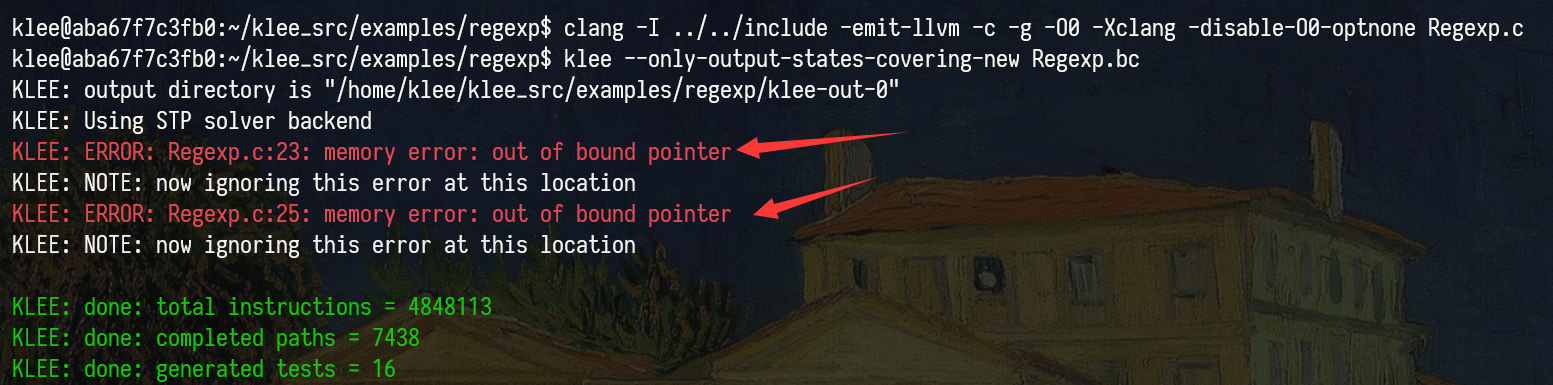 klee@aba67f7c3fb0:~/klee_src/examples/regexp$ clang -I ../../include -emit-llvm -c -g -O0 -Xclang -disable-O0-optnone Regexp.c
klee@aba67f7c3fb0:~/klee_src/examples/regexp$ klee --only-output-states-covering-new Regexp.bc
KLEE: output directory is "/home/klee/klee_src/examples/regexp/klee-out-0"
KLEE: Using STP solver backend
KLEE: ERROR: Regexp.c:23: memory error: out of bound pointer
KLEE: NOTE: now ignoring this error at this location
KLEE: ERROR: Regexp.c:25: memory error: out of bound pointer
KLEE: NOTE: now ignoring this error at this location
KLEE: done: total instructions = 4848113
KLEE: done: completed paths = 7438
KLEE: done: generated tests = 16